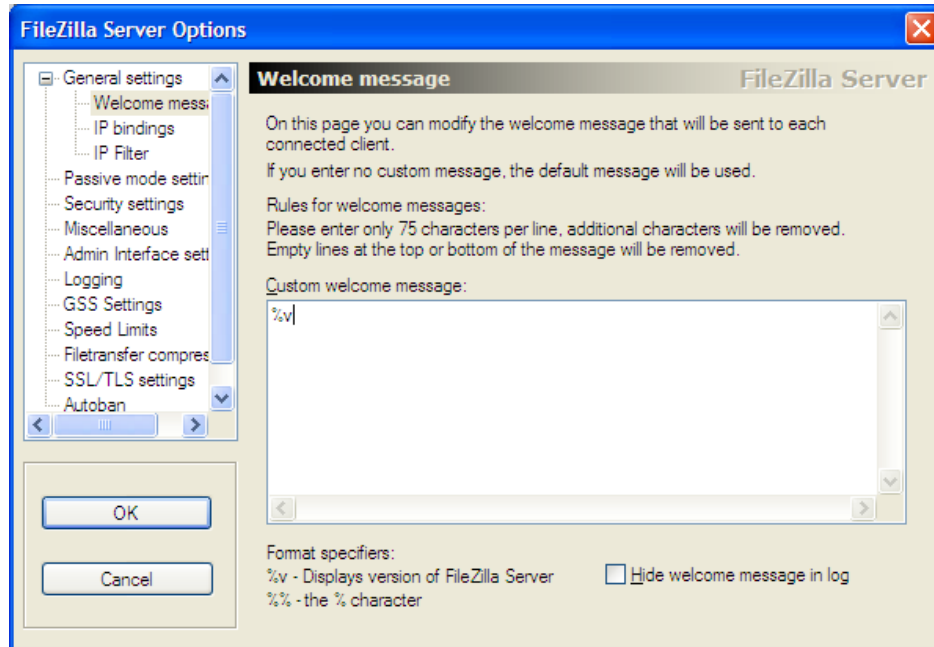 FileZilla Server Options
General settings
Welcome messa
IP bindings
IP Filter
Passive mode settin
Security settings
Miscellaneous
Admin Interface sett
Logging
GSS Settings
Speed Limits
Filetransfer compres
SSL/TLS settings
Autoban
OK
Cancel
Welcome message
FileZilla Server
On this page you can modify the welcome message that will be sent to each
connected client.
If you enter no custom message, the default message will be used.
Rules for welcome messages:
Please enter only 75 characters per line, additional characters will be removed.
Empty lines at the top or bottom of the message will be removed.
Custom welcome message:
%v
Format specifiers:
%v - Displays version of FileZilla Server
%% - the % character
Hide welcome message in log